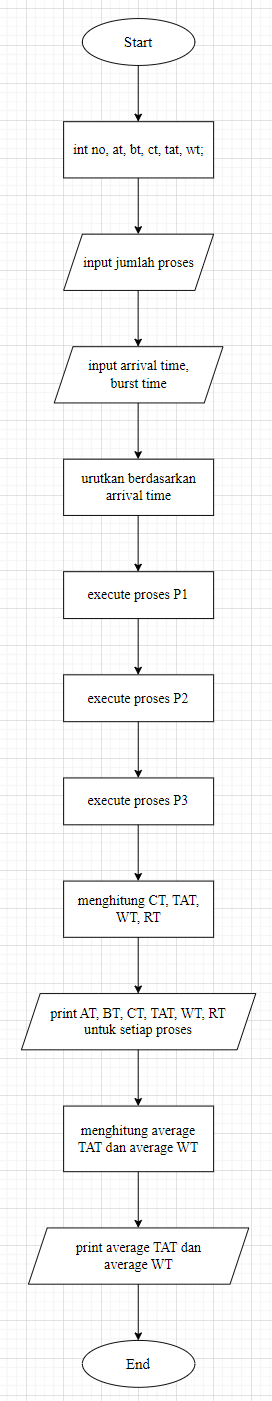 Start
int no, at, bt, ct, tat, wt;
input jumlah proses
input arrival time,
burst time
urutkan berdasarkan
arrival time
execute proses P1
execute proses P2
execute proses P3
menghitung CT, TAT,
WT, RT
print AT, BT, CT, TAT, WT, RT
untuk setiap proses
menghitung average
TAT dan average WT
print average TAT dan
average WT
End